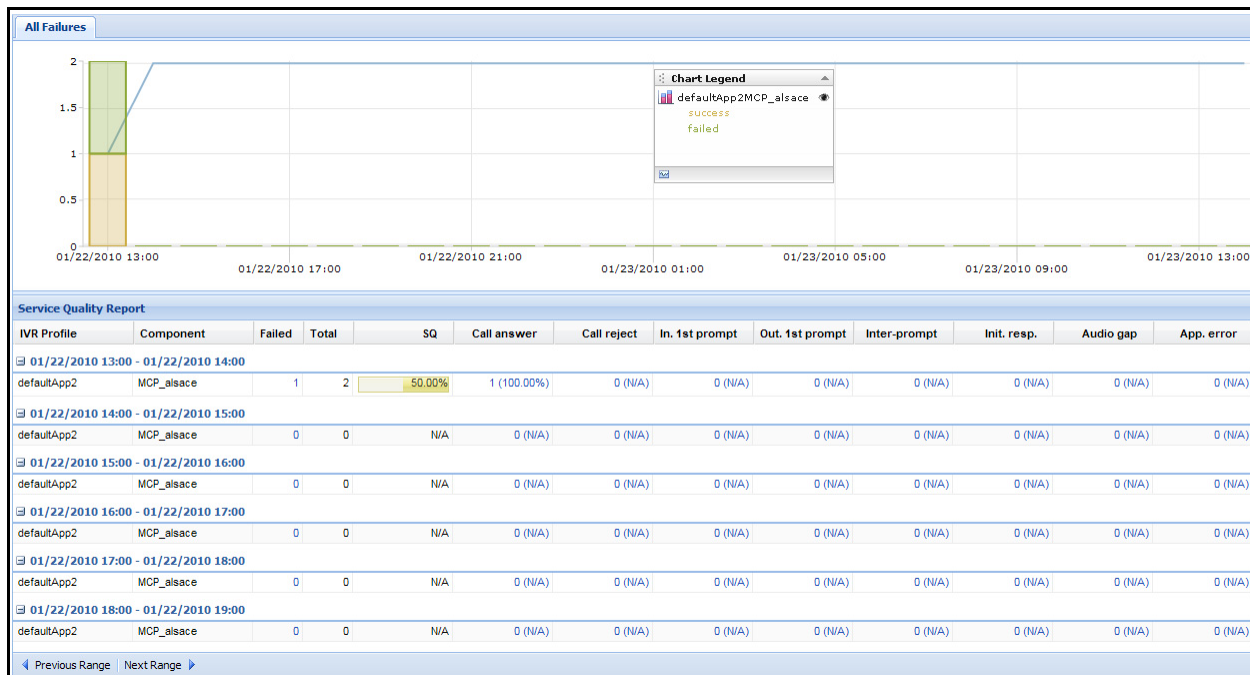 All Failures
2
1.5
1
0.5
0
01/22/2010 13:00
01/22/2010 17:00
01/22/2010 21:00
01/23/2010 01:00
01/23/2010 05:00
01/23/2010 09:00
01/23/2010 13:00
Chart Legend
defaultApp2MCP_alsace
success
failed
Service Quality Report
IVR Profile Component Failed Total SQ Call answer Call reject In. 1st prompt Out. 1st prompt Inter-prompt Init. resp. Audio gap App. error
01/22/2010 13:00 - 01/22/2010 14:00
defaultApp2 MCP_alsace 1 2 50.00% 1 (100.00%) 0 (N/A) 0 (N/A) 0 (N/A) 0 (N/A) 0 (N/A) 0 (N/A) 0 (N/A)
01/22/2010 14:00 - 01/22/2010 15:00
defaultApp2 MCP_alsace 0 0 N/A 0 (N/A) 0 (N/A) 0 (N/A) 0 (N/A) 0 (N/A) 0 (N/A) 0 (N/A) 0 (N/A)
01/22/2010 15:00 - 01/22/2010 16:00
defaultApp2 MCP_alsace 0 0 N/A 0 (N/A) 0 (N/A) 0 (N/A) 0 (N/A) 0 (N/A) 0 (N/A) 0 (N/A) 0 (N/A)
01/22/2010 16:00 - 01/22/2010 17:00
defaultApp2 MCP_alsace 0 0 N/A 0 (N/A) 0 (N/A) 0 (N/A) 0 (N/A) 0 (N/A) 0 (N/A) 0 (N/A) 0 (N/A)
01/22/2010 17:00 - 01/22/2010 18:00
defaultApp2 MCP_alsace 0 0 N/A 0 (N/A) 0 (N/A) 0 (N/A) 0 (N/A) 0 (N/A) 0 (N/A) 0 (N/A) 0 (N/A)
01/22/2010 18:00 - 01/22/2010 19:00
defaultApp2 MCP_alsace 0 0 N/A 0 (N/A) 0 (N/A) 0 (N/A) 0 (N/A) 0 (N/A) 0 (N/A) 0 (N/A) 0 (N/A)
Previous Range Next Range